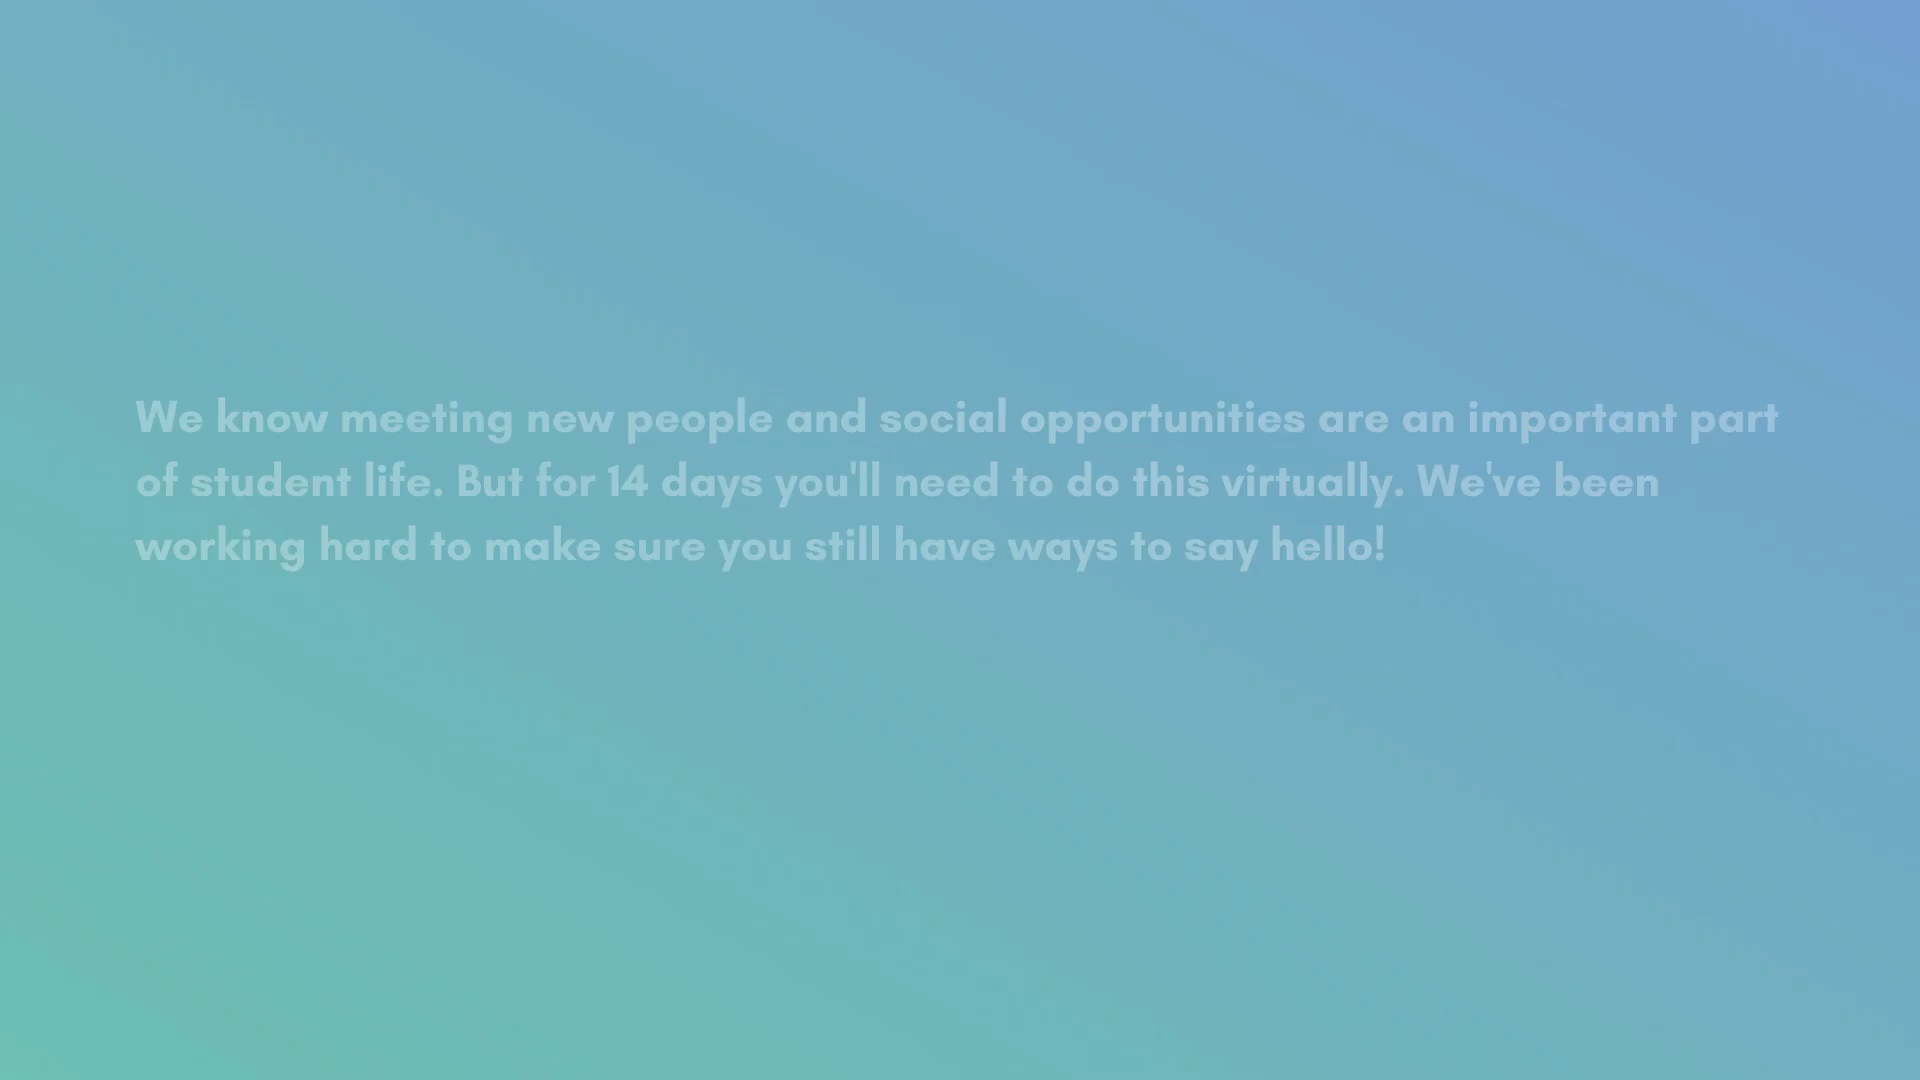 We know meeting new people and social opportunities are an important part
of student life. But for 14 days you'll need to do this virtually. We've been
working hard to make sure you still have ways to say hello!